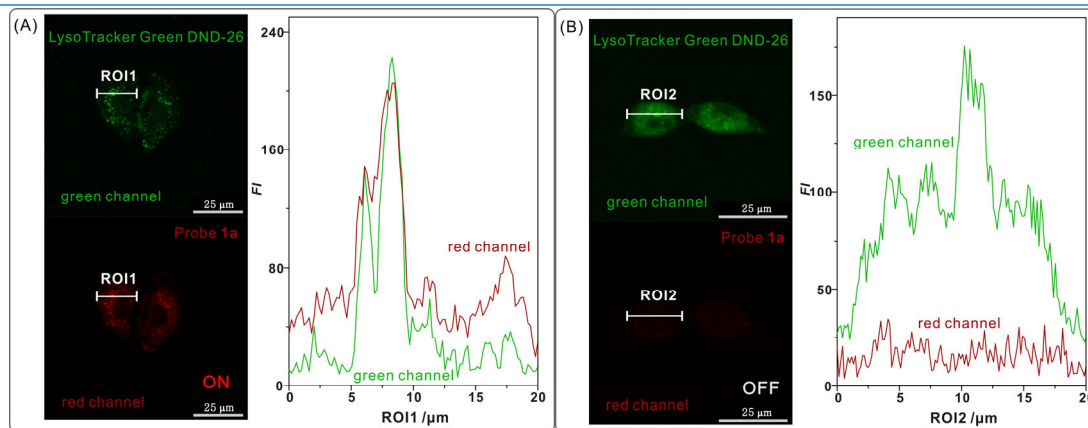 (A)
LysoTracker Green DND-26
ROI1
green channel
25 µm
Probe 1a
ROI1
ON
red channel
25 µm
FI
240
160
80
0
red channel
green channel
0 5 10 15 20
ROI1 /µm
(B)
LysoTracker Green DND-26
ROI2
green channel
25 µm
Probe 1a
ROI2
OFF
red channel
25 µm
FI
150
100
50
0
green channel
red channel
0 5 10 15 20
ROI2 /µm